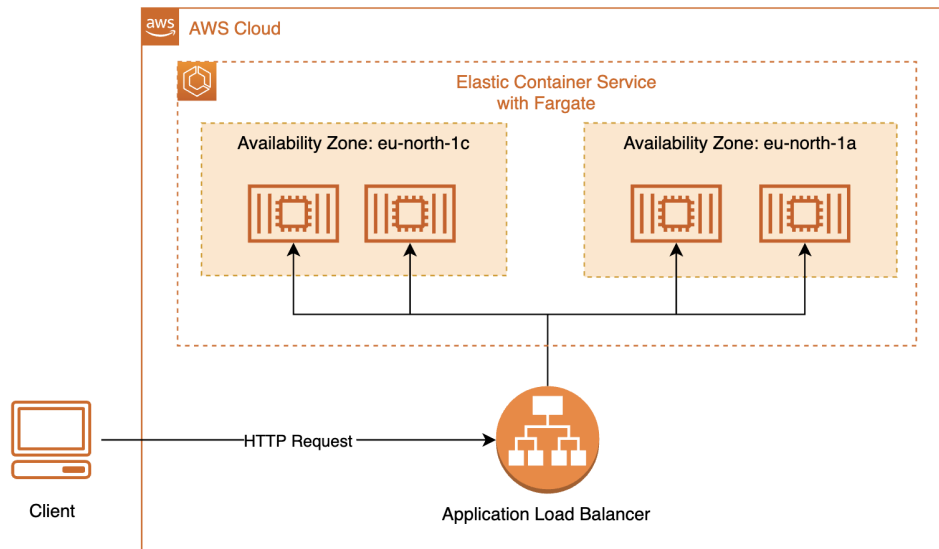 aws
AWS Cloud
Elastic Container Service
with Fargate
Availability Zone: eu-north-1c
Availability Zone: eu-north-1a
HTTP Request
Client
Application Load Balancer